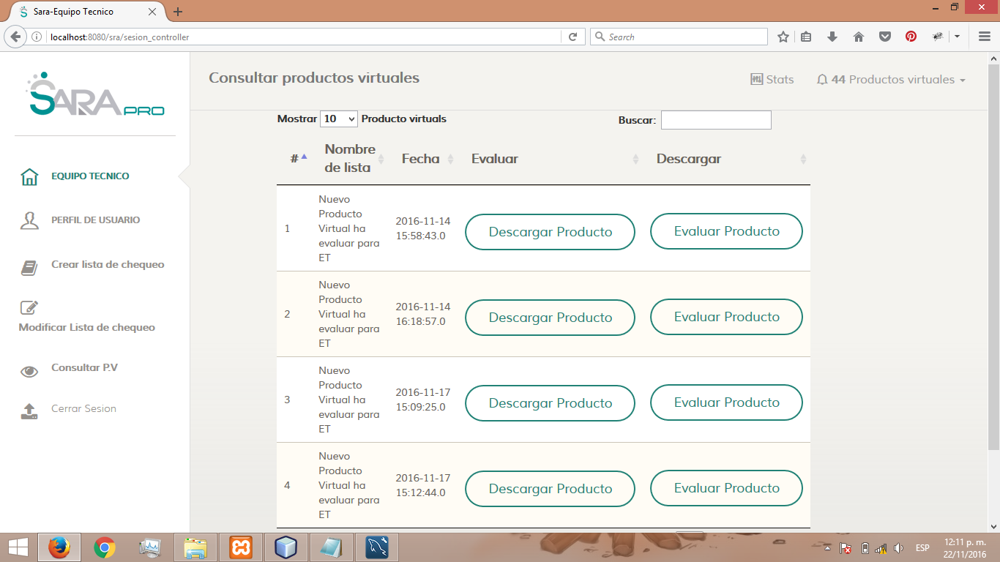 Sara-Equipo Tecnico
localhost:8080/sra/sesion_controller
Search
SARA PRO
Consultar productos virtuales
Stats
44 Productos virtuales
EQUIPO TECNICO
PERFIL DE USUARIO
Crear lista de chequeo
Modificar Lista de chequeo
Consultar P.V
Cerrar Sesion
Mostrar 10 Producto virtuals
Buscar:
# Nombre de lista Fecha Evaluar Descargar
1
Nuevo
Producto
Virtual ha
evaluar para
ET
2016-11-14
15:58:43.0
Descargar Producto
Evaluar Producto
2
Nuevo
Producto
Virtual ha
evaluar para
ET
2016-11-14
16:18:57.0
Descargar Producto
Evaluar Producto
3
Nuevo
Producto
Virtual ha
evaluar para
ET
2016-11-17
15:09:25.0
Descargar Producto
Evaluar Producto
4
Nuevo
Producto
Virtual ha
evaluar para
ET
2016-11-17
15:12:44.0
Descargar Producto
Evaluar Producto
ESP
12:11 p. m.
22/11/2016